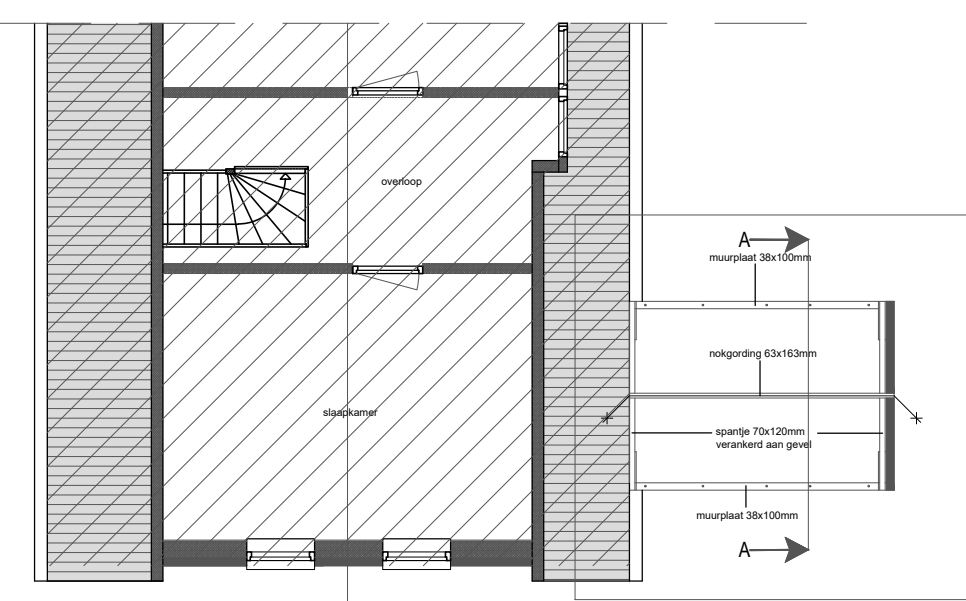 overloop
A
muurplaat 38x100mm
nokgording 63x163mm
slaapkamer
spantje 70x120mm
verankerd aan gevel
muurplaat 38x100mm
A